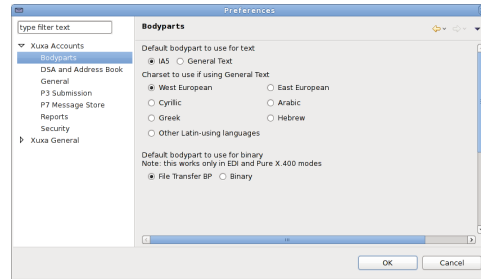 Preferences
type filter text
Bodyparts
Xuxa Accounts
Bodyparts
DSA and Address Book
General
P3 Submission
P7 Message Store
Reports
Security
Xuxa General
Default bodypart to use for text
IA5 General Text
Charset to use if using General Text
West European East European
Cyrillic Arabic
Greek Hebrew
Other Latin-using languages
Default bodypart to use for binary
Note: this works only in EDI and Pure X.400 modes
File Transfer BP Binary
OK Cancel